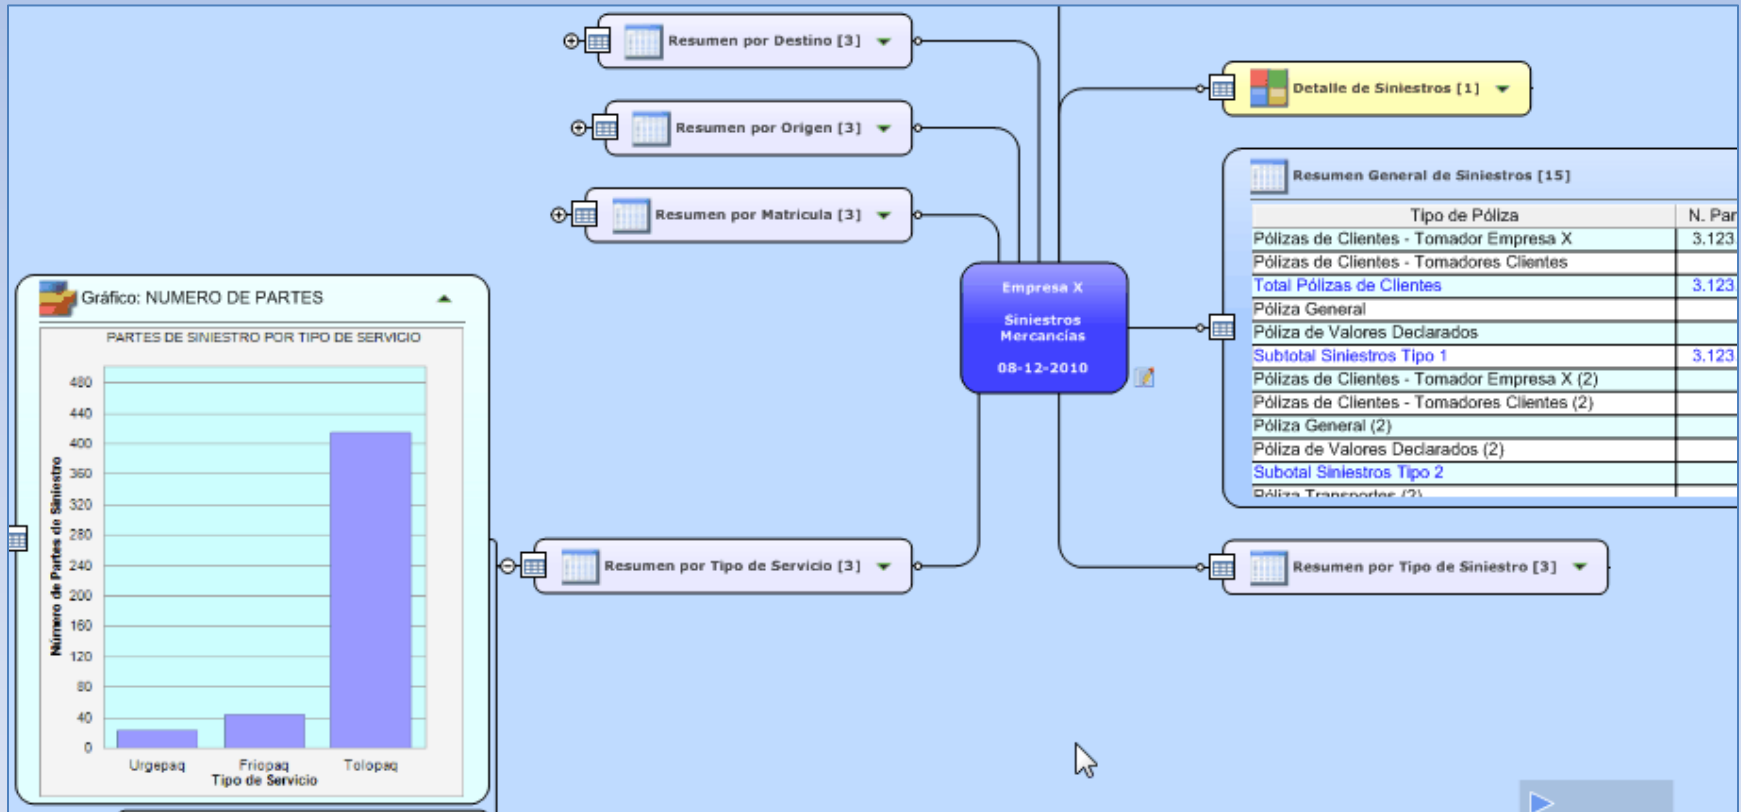 Resumen por Destino [3]
Resumen por Origen [3]
Resumen por Matricula [3]
Gráfico: NUMERO DE PARTES
PARTES DE SINIESTRO POR TIPO DE SERVICIO
480
440
400
360
320
280
240
200
160
120
80
40
0
Número de Partes de Siniestro
Urgepaq
Friopaq
Tolopaq
Tipo de Servicio
Resumen por Tipo de Servicio [3]
Empresa X
Siniestros
Mercancías
08-12-2010
Detalle de Siniestros [1]
Resumen General de Siniestros [15]
Tipo de Póliza N. Par
Pólizas de Clientes - Tomador Empresa X 3.123.
Pólizas de Clientes - Tomadores Clientes
Total Pólizas de Clientes 3.123.
Póliza General
Póliza de Valores Declarados
Subtotal Siniestros Tipo 1 3.123.
Pólizas de Clientes - Tomador Empresa X (2)
Pólizas de Clientes - Tomadores Clientes (2)
Póliza General (2)
Póliza de Valores Declarados (2)
Subotal Siniestros Tipo 2
Póliza Transportes (2)
Resumen por Tipo de Siniestro [3]